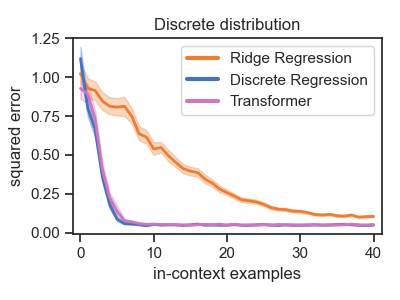 Discrete distribution
squared error
1.25
1.00
0.75
0.50
0.25
0.00
Ridge Regression
Discrete Regression
Transformer
0 10 20 30 40
in-context examples